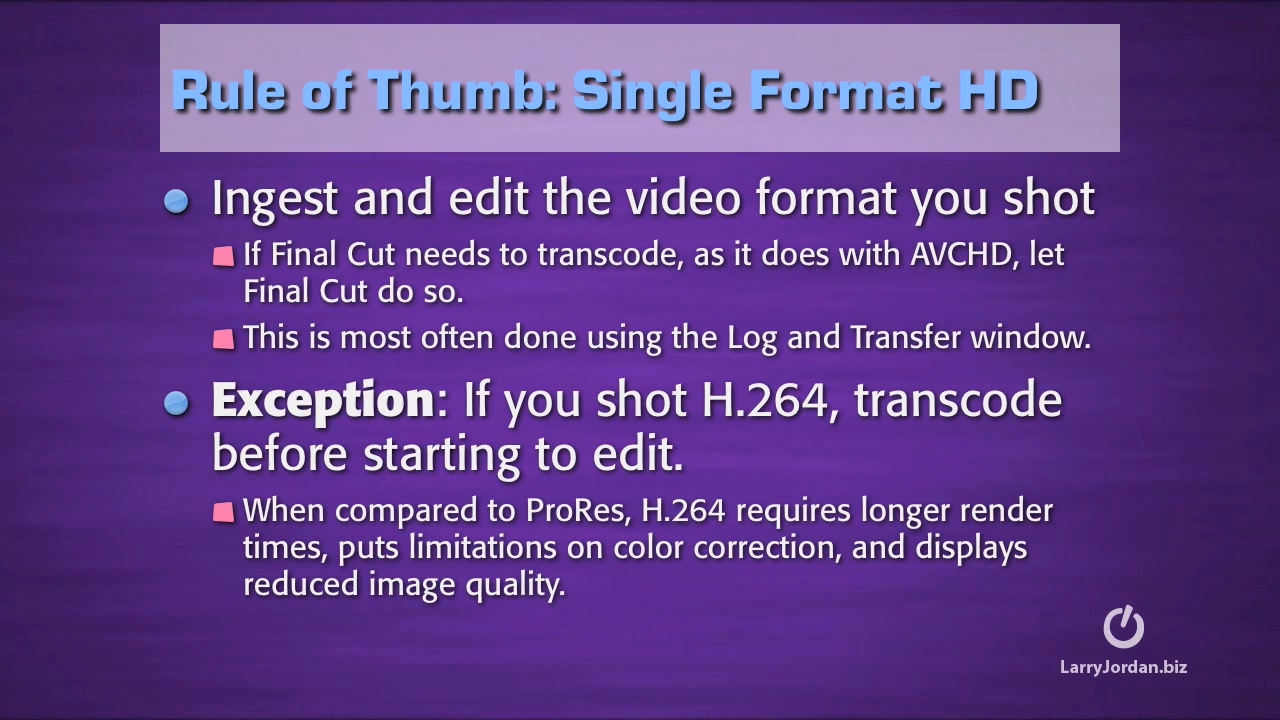 Rule of Thumb: Single Format HD
Ingest and edit the video format you shot
If Final Cut needs to transcode, as it does with AVCHD, let
Final Cut do so.
This is most often done using the Log and Transfer window.
Exception: If you shot H.264, transcode
before starting to edit.
When compared to ProRes, H.264 requires longer render
times, puts limitations on color correction, and displays
reduced image quality.
LarryJordan.biz